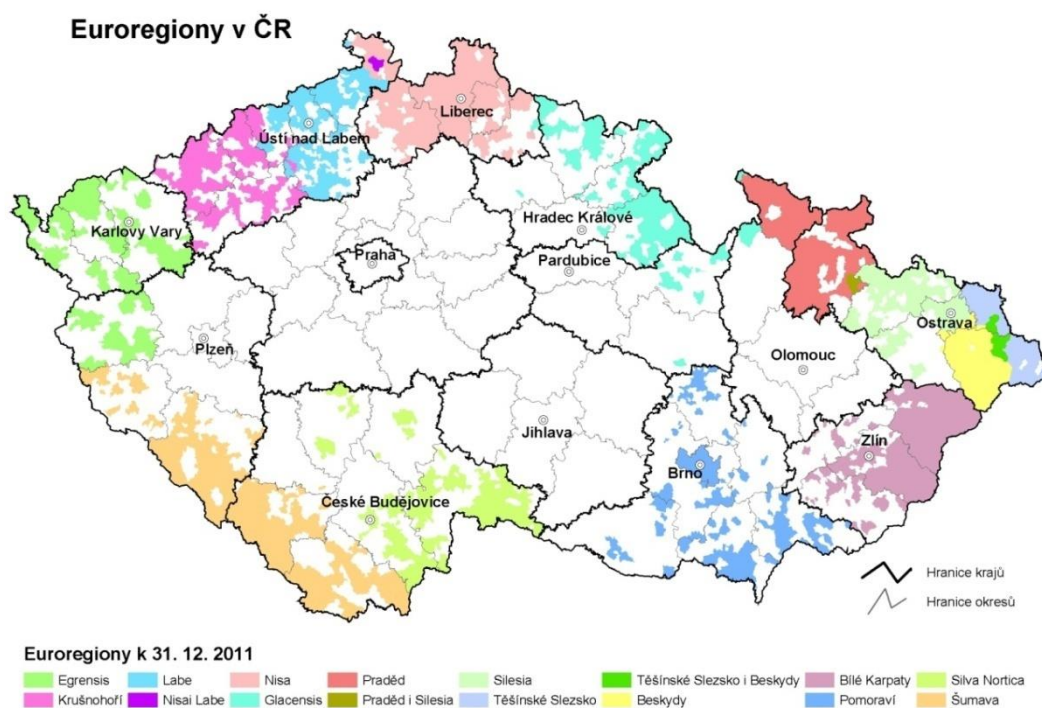 Euroregiony v ČR
Liberec
Ústí nad Labem
Karlovy Vary
Hradec Králové
Praha
Pardubice
Ostrava
Plzeň
Olomouc
Jihlava
Zlín
Brno
České Budějovice
Hranice krajů
Hranice okresů
Euroregiony k 31. 12. 2011
Egrensis Labe Nisa Praděd Silesia Těšínské Slezsko i Beskydy Bílé Karpaty Silva Nortica
Krušnohoří Nisai Labe Glacensis Praděd i Silesia Těšínské Slezsko Beskydy Pomoraví Šumava